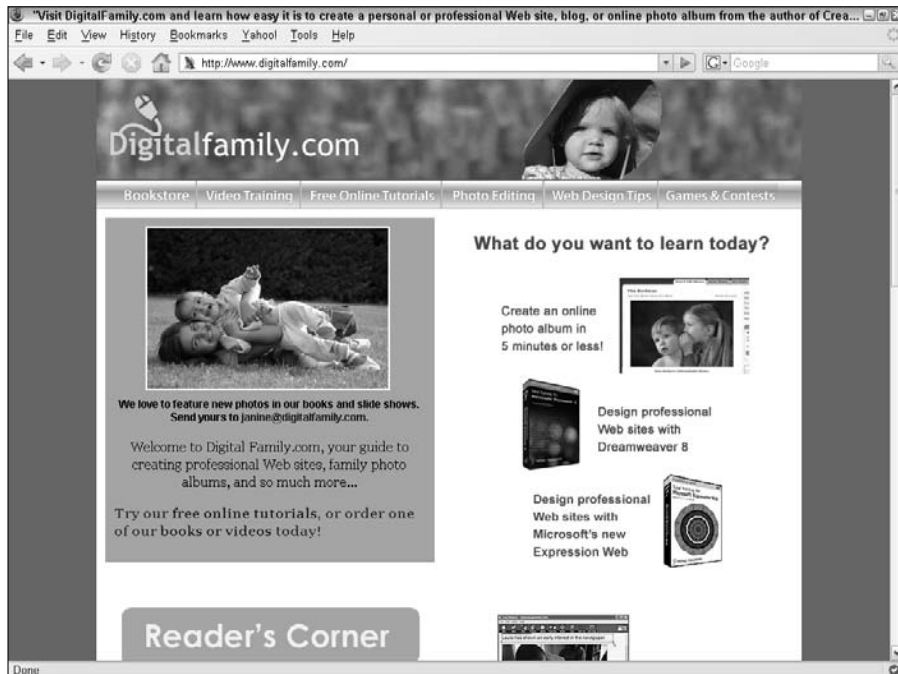 "Visit DigitalFamily.com and learn how easy it is to create a personal or professional Web site, blog, or online photo album from the author of Crea...
File Edit View History Bookmarks Yahoo! Tools Help
http://www.digitalfamily.com/
G Google
Digitalfamily.com
Bookstore Video Training Free Online Tutorials Photo Editing Web Design Tips Games & Contests
We love to feature new photos in our books and slide shows.
Send yours to janine@digitalfamily.com.
Welcome to Digital Family.com, your guide to
creating professional Web sites, family photo
albums, and so much more...
Try our free online tutorials, or order one
of our books or videos today!
Reader's Corner
What do you want to learn today?
Create an online
photo album in
5 minutes or less!
Design professional
Web sites with
Dreamweaver 8
Design professional
Web sites with
Microsoft's new
Expression Web
Done